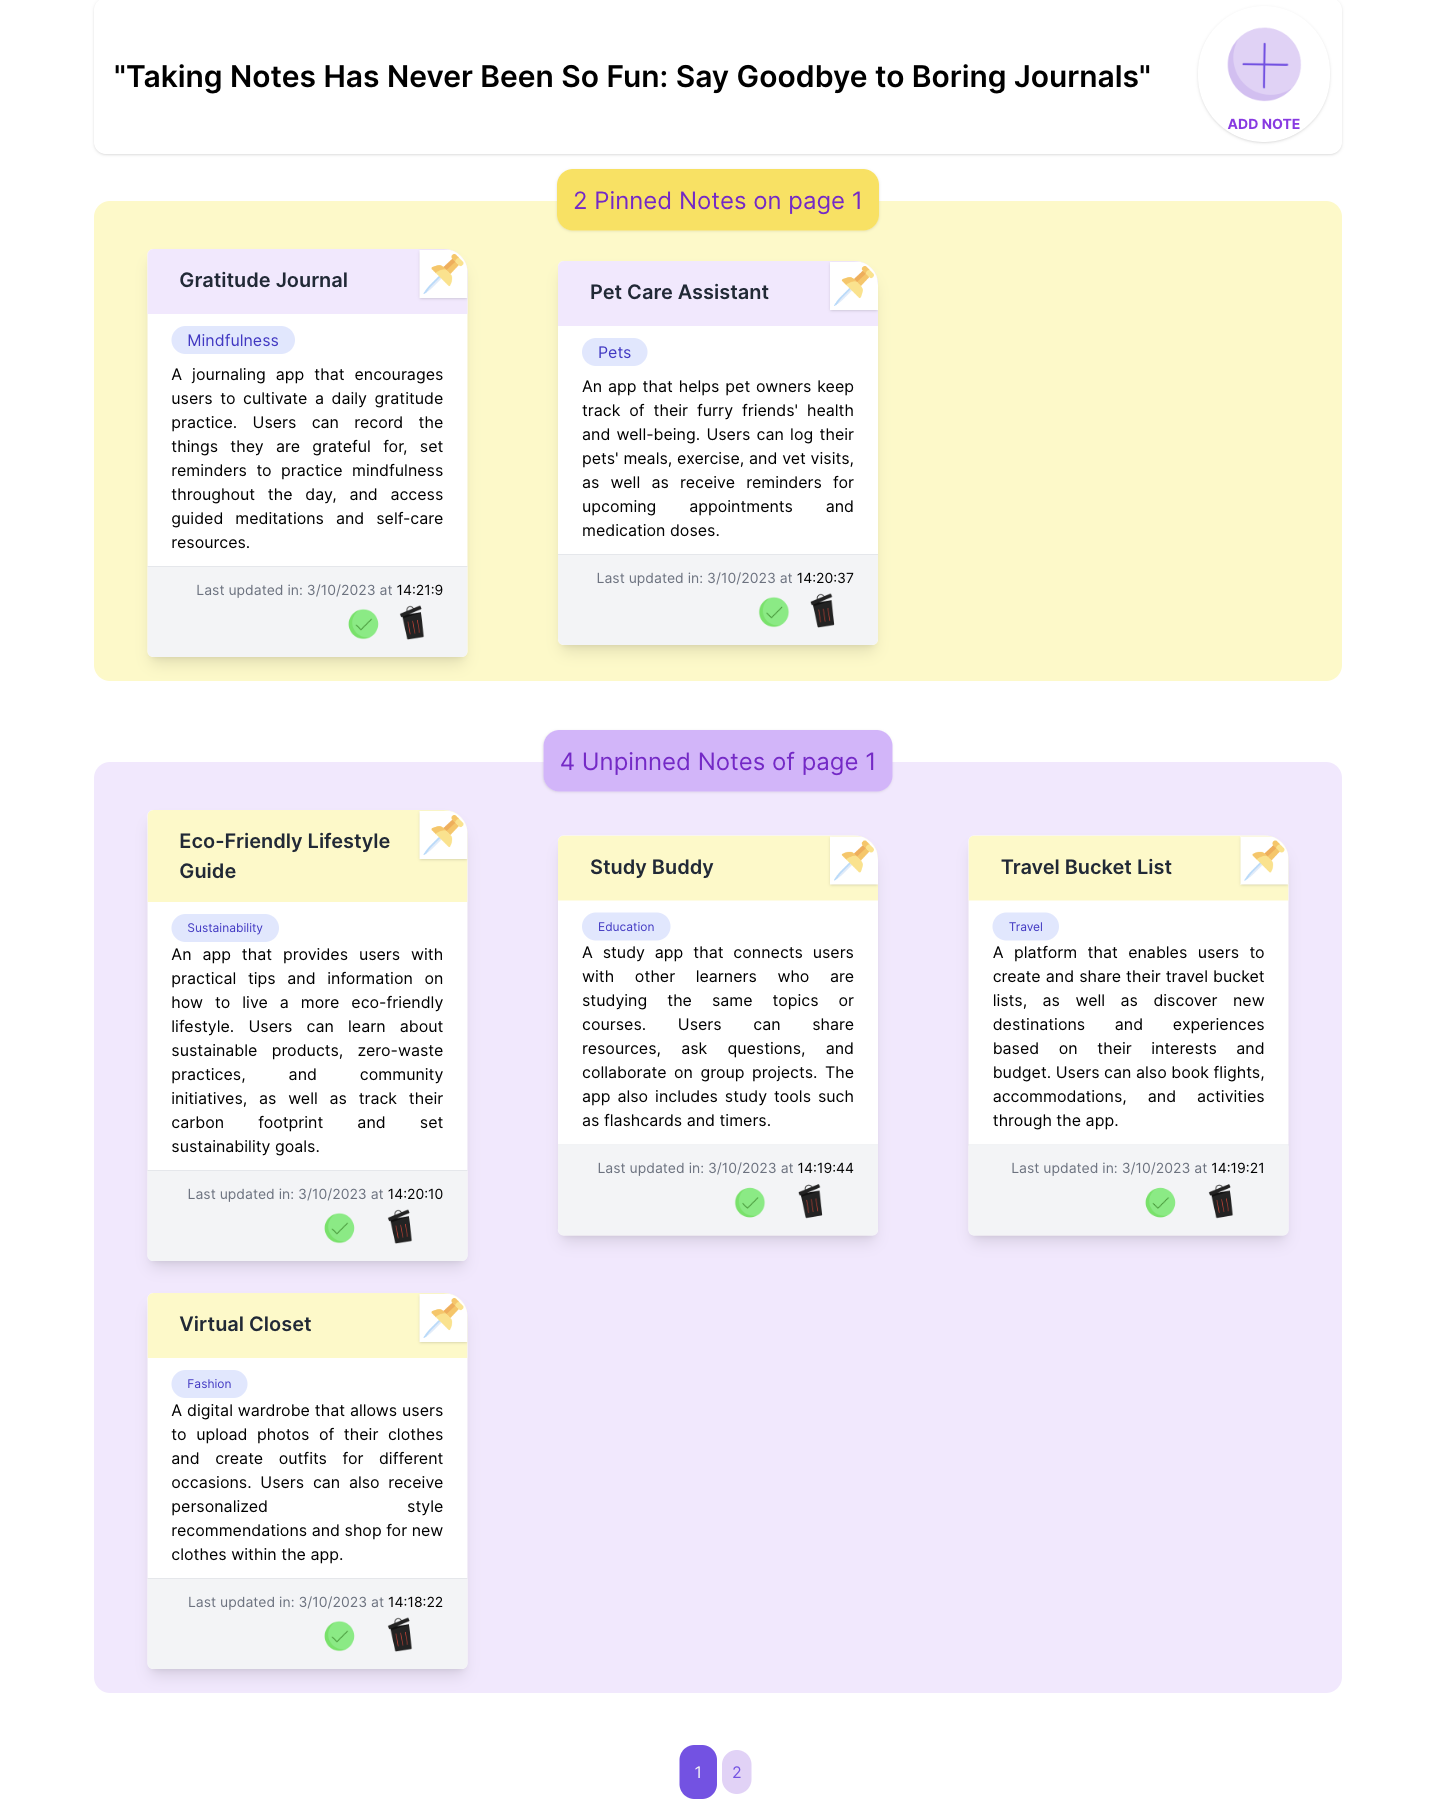 "Taking Notes Has Never Been So Fun: Say Goodbye to Boring Journals"
ADD NOTE
2 Pinned Notes on page 1
Gratitude Journal
Mindfulness
A journaling app that encourages
users to cultivate a daily gratitude
practice. Users can record the
things they are grateful for, set
reminders to practice mindfulness
throughout the day, and access
guided meditations and self-care
resources.
Last updated in: 3/10/2023 at 14:21:9
Pet Care Assistant
Pets
An app that helps pet owners keep
track of their furry friends' health
and well-being. Users can log their
pets' meals, exercise, and vet visits,
as well as receive reminders for
upcoming appointments and
medication doses.
Last updated in: 3/10/2023 at 14:20:37
4 Unpinned Notes of page 1
Eco-Friendly Lifestyle
Guide
Sustainability
An app that provides users with
practical tips and information on
how to live a more eco-friendly
lifestyle. Users can learn about
sustainable products, zero-waste
practices, and community
initiatives, as well as track their
carbon footprint and set
sustainability goals.
Last updated in: 3/10/2023 at 14:20:10
Study Buddy
Education
A study app that connects users
with other learners who are
studying the same topics or
courses. Users can share
resources, ask questions, and
collaborate on group projects. The
app also includes study tools such
as flashcards and timers.
Last updated in: 3/10/2023 at 14:19:44
Travel Bucket List
Travel
A platform that enables users to
create and share their travel bucket
lists, as well as discover new
destinations and experiences
based on their interests and
budget. Users can also book flights,
accommodations, and activities
through the app.
Last updated in: 3/10/2023 at 14:19:21
Virtual Closet
Fashion
A digital wardrobe that allows users
to upload photos of their clothes
and create outfits for different
occasions. Users can also receive
personalized style
recommendations and shop for new
clothes within the app.
Last updated in: 3/10/2023 at 14:18:22
1 2